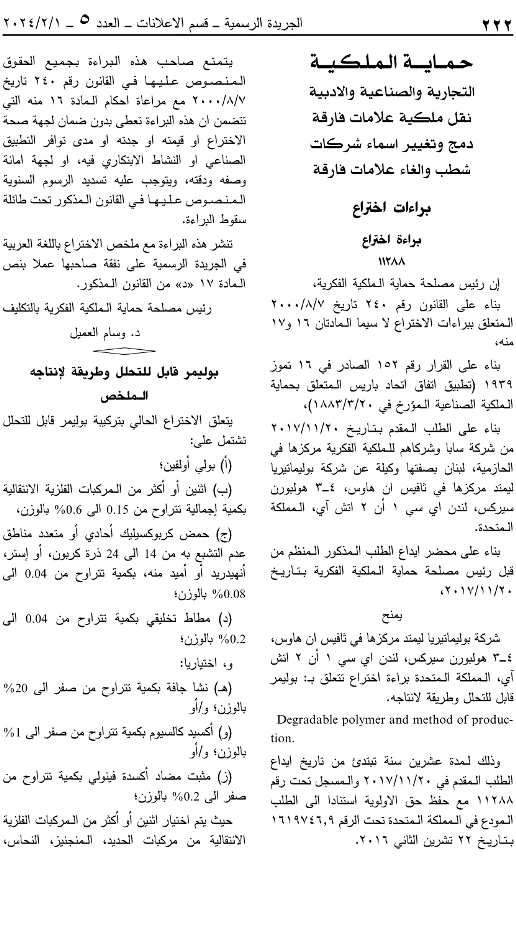 ٢٢٢
الجريدة الرسمية – قسم الاعلانات – العدد ٥ – ٢٠٢٤/٢/١
حمـايـة الـملـكيـة
التجارية والصناعية والادبية
نقل ملكية علامات فارقة
دمج وتغيير اسماء شركات
شطب والغاء علامات فارقة
براءات اختراع
براءة اختراع
١١٢٨٨
إن رئيس مصلحة حماية الملكية الفكرية،
بناء على القانون رقم ٢٤٠ تاريخ ٢٠٠٠/٨/٧
المتعلق ببراءات الاختراع لا سيما المادتان ١٦ و١٧
منه،
بناء على القرار رقم ١٥٢ الصادر في ١٦ تموز
١٩٣٩ (تطبيق اتفاق اتحاد باريس المتعلق بحماية
الملكية الصناعية المؤرخ في ١٨٨٣/٣/٢٠)،
بناء على الطلب المقدم بتاريخ ٢٠١٧/١١/٢٠
من شركة سابا وشركاهم للملكية الفكرية مركزها في
الحازمية، لبنان بصفتها وكيلة عن شركة بوليماتيريا
ليمتد مركزها في ثافيس ان هاوس، ٤–٣ هولبورن
سيركس، لندن اي سي ١ أن ٢ اتش آي، المملكة
المتحدة.
بناء على محضر ايداع الطلب المذكور المنظم من
قبل رئيس مصلحة حماية الملكية الفكرية بتاريخ
٢٠١٧/١١/٢٠،
يمنح
شركة بوليماتيريا ليمتد مركزها في ثافيس ان هاوس،
٤–٣ هولبورن سيركس، لندن اي سي ١ أن ٢ اتش
آي، المملكة المتحدة براءة اختراع تتعلق بـ: بوليمر
قابل للتحلل وطريقة لانتاجه.
Degradable polymer and method of produc-
tion.
وذلك لمدة عشرين سنة تبتدئ من تاريخ ايداع
الطلب المقدم في ٢٠١٧/١١/٢٠ والمسجل تحت رقم
١١٢٨٨ مع حفظ حق الاولوية استنادا الى الطلب
المودع في المملكة المتحدة تحت الرقم ١٦١٩٧٤٦,٩
بتاريخ ٢٢ تشرين الثاني ٢٠١٦.
يتمتع صاحب هذه البراءة بجميع الحقوق
المنصوص عليها في القانون رقم ٢٤٠ تاريخ
٢٠٠٠/٨/٧ مع مراعاة احكام المادة ١٦ منه التي
تتضمن ان هذه البراءة تعطى بدون ضمان لجهة صحة
الاختراع او قيمته او جدته او مدى توافر التطبيق
الصناعي او النشاط الابتكاري فيه، او لجهة امانة
وصفه ودقته، ويتوجب عليه تسديد الرسوم السنوية
المنصوص عليها في القانون المذكور تحت طائلة
سقوط البراءة.
تنشر هذه البراءة مع ملخص الاختراع باللغة العربية
في الجريدة الرسمية على نفقة صاحبها عملا بنص
المادة ١٧ «د» من القانون المذكور.
رئيس مصلحة حماية الملكية الفكرية بالتكليف
د. وسام العميل
بوليمر قابل للتحلل وطريقة لإنتاجه
الـملخص
يتعلق الاختراع الحالي بتركيبة بوليمر قابل للتحلل
تشتمل على:
(أ) بولي أولفين؛
(ب) اثنين أو أكثر من المركبات الفلزية الانتقالية
بكمية إجمالية تتراوح من 0.15 الى 0.6% بالوزن،
(ج) حمض كربوكسيليك أحادي أو متعدد مناطق
عدم التشبع به من 14 الى 24 ذرة كربون، أو إستر،
أنهيدريد أو أميد منه، بكمية تتراوح من 0.04 الى
0.08% بالوزن؛
(د) مطاط تخليقي بكمية تتراوح من 0.04 الى
0.2% بالوزن؛
و، اختياريا:
(هـ) نشا جافة بكمية تتراوح من صفر الى 20%
بالوزن؛ و/أو
(و) أكسيد كالسيوم بكمية تتراوح من صفر الى 1%
بالوزن؛ و/أو
(ز) مثبت مضاد أكسدة فينولي بكمية تتراوح من
صفر الى 0.2% بالوزن؛
حيث يتم اختيار اثنين أو أكثر من المركبات الفلزية
الانتقالية من مركبات الحديد، المنجنيز، النحاس،